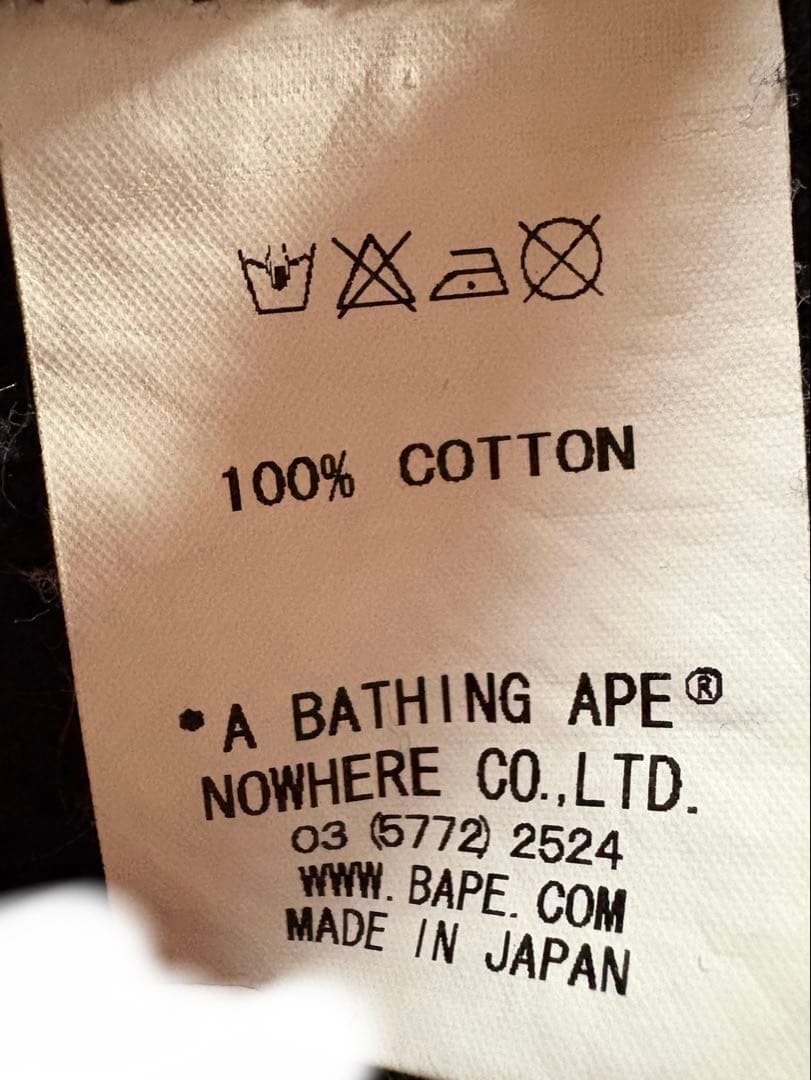 100% COTTON
A BATHING APE®
NOWHERE CO.,LTD.
03 (5772) 2524
WWW. BAPE. COM
MADE IN JAPAN